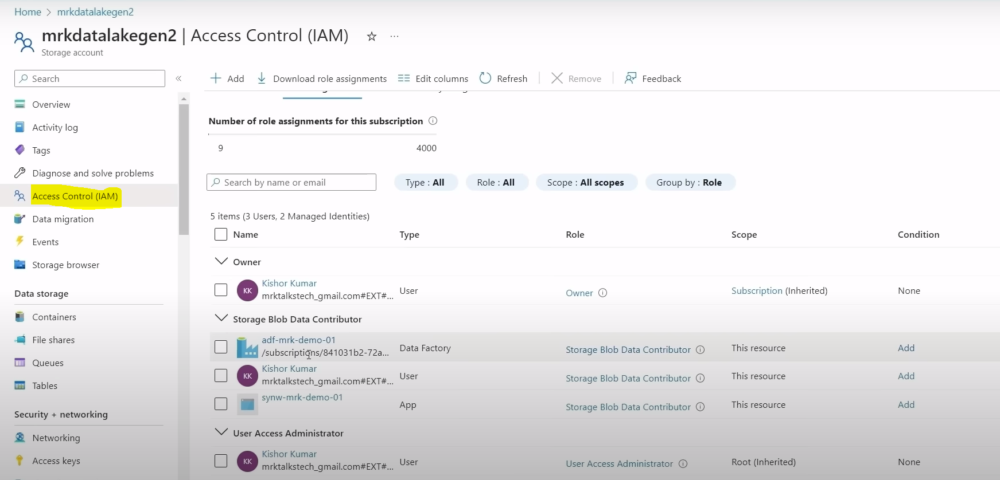 Home > mrkdatalakegen2
mrkdatalakegen2 | Access Control (IAM) ☆ ...
Storage account
Search «
Add
Download role assignments
Edit columns
Refresh
Remove
Feedback
Overview
Activity log
Tags
Diagnose and solve problems
Access Control (IAM)
Data migration
Events
Storage browser
Data storage
Containers
File shares
Queues
Tables
Security + networking
Networking
Access keys
Number of role assignments for this subscription
9 4000
Search by name or email
Type : All
Role : All
Scope : All scopes
Group by : Role
5 items (3 Users, 2 Managed Identities)
Name Type Role Scope Condition
Owner
KK Kishor Kumar
mrktalkstech_gmail.com#EXT#... User Owner Subscription (Inherited) None
Storage Blob Data Contributor
adf-mrk-demo-01
/subscriptions/841031b2-72a... Data Factory Storage Blob Data Contributor This resource Add
KK Kishor Kumar
mrktalkstech_gmail.com#EXT#... User Storage Blob Data Contributor This resource Add
synw-mrk-demo-01
App Storage Blob Data Contributor This resource Add
User Access Administrator
KK Kishor Kumar
mrktalkstech_gmail.com#EXT#... User User Access Administrator Root (Inherited) None